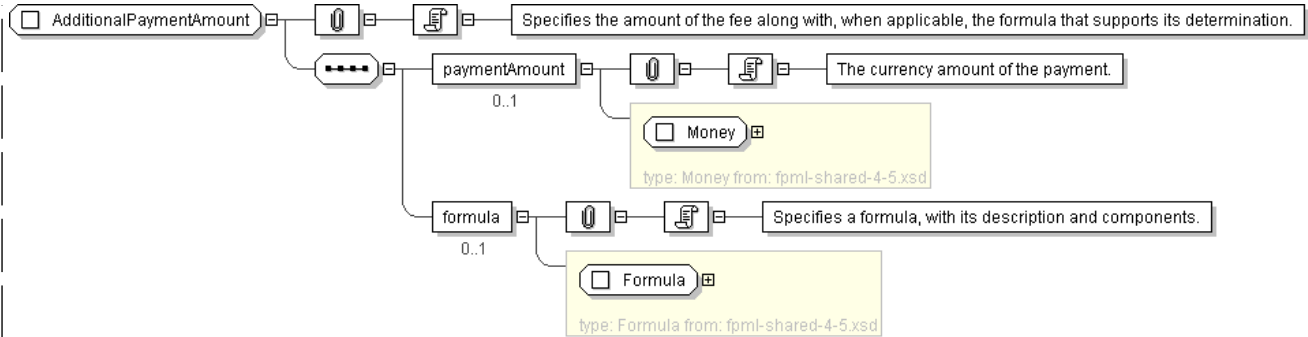 AdditionalPaymentAmount
Specifies the amount of the fee along with, when applicable, the formula that supports its determination.
paymentAmount
The currency amount of the payment.
0..1
Money
type: Money from: fpml-shared-4-5.xsd
formula
Specifies a formula, with its description and components.
0..1
Formula
type: Formula from: fpml-shared-4-5.xsd